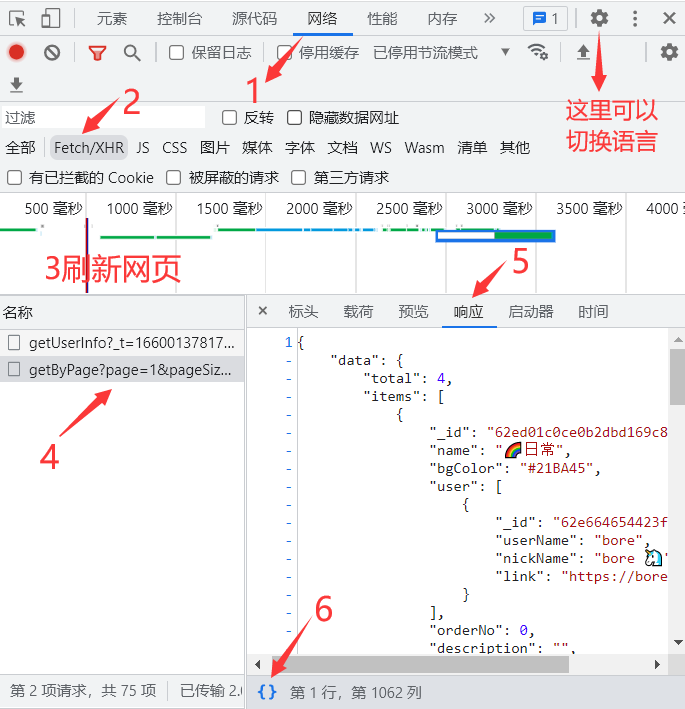 元素 控制台 源代码 网络 性能 内存 1
保留日志 停用缓存 已停用节流模式
1
2
这里可以
切换语言
过滤 反转 隐藏数据网址
全部 Fetch/XHR JS CSS 图片 媒体 字体 文档 WS Wasm 清单 其他
有已拦截的 Cookie 被屏蔽的请求 第三方请求
500 毫秒 1000 毫秒 1500 毫秒 2000 毫秒 2500 毫秒 3000 毫秒 3500 毫秒 4000
3刷新网页
5
名称
getUserInfo?_t=16600137817...
getByPage?page=1&pageSiz...
4
标头 载荷 预览 响应 启动器 时间
1 {
- "data": {
- "total": 4,
- "items": [
- {
- "_id": "62ed01c0ce0b2dbd169c8
- "name": "🌈日常",
- "bgColor": "#21BA45",
- "user": [
- {
- "_id": "62e664654423f
- "userName": "bore",
- "nickName": "bore 🦄"
- "link": "https://bore
- }
- ],
- "orderNo": 0,
- "description": "",
6
第 2 项请求，共 75 项 已传输 2.
{} 第 1 行，第 1062 列